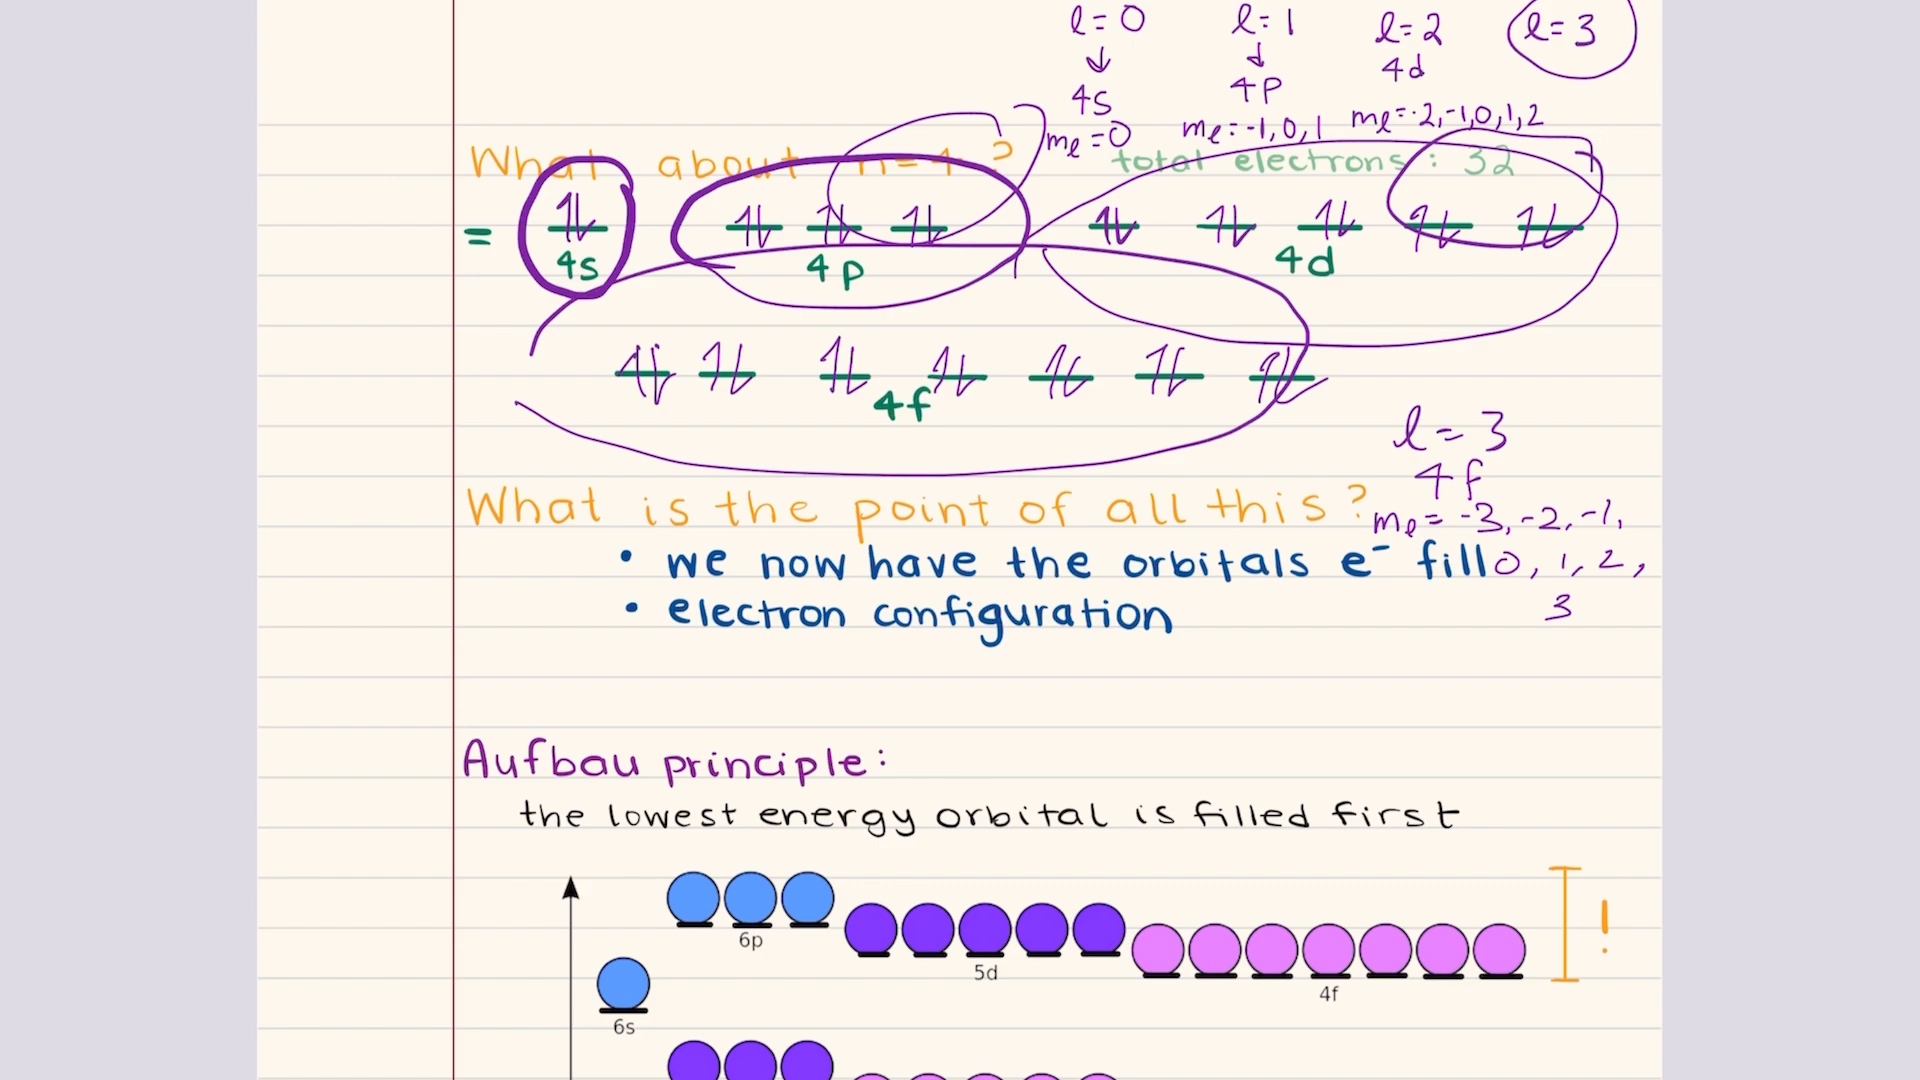 l=0 l=1 l=2 l=3
↓ ↓ 4d
4s 4p
mℓ=0 mℓ=-1,0,1 mℓ=-2,-1,0,1,2
What about n=4 ? total electrons: 32
=
4s 4p 4d
4f
l=3
4f
What is the point of all this?
mℓ= -3,-2,-1,
• we now have the orbitals e⁻ fill
0, 1, 2,
• electron configuration
3
Aufbau principle:
the lowest energy orbital is filled first
6p
!
5d
4f
6s